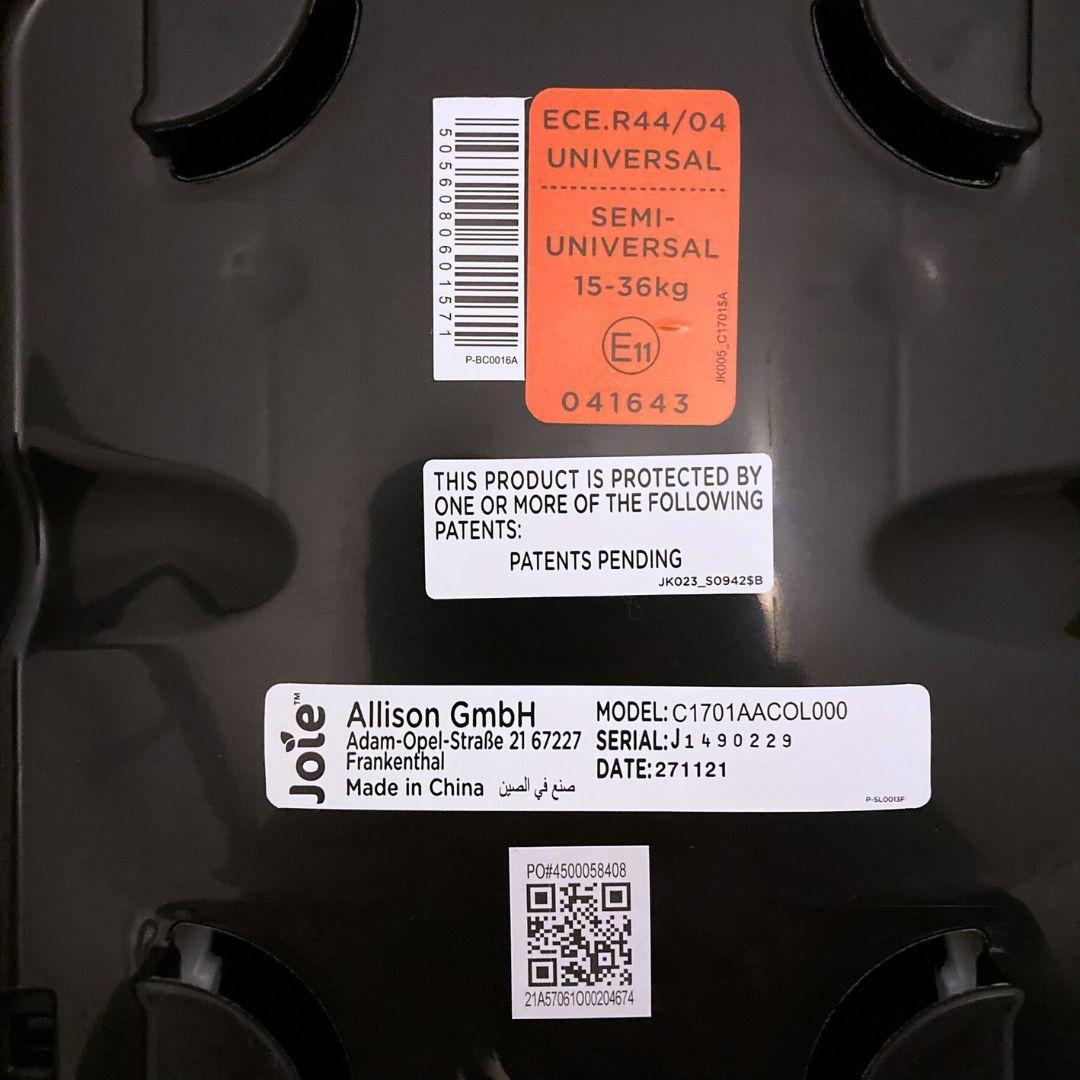 5056080601571
P-BC0016A
ECE.R44/04
UNIVERSAL
SEMI-
UNIVERSAL
15-36kg
E11
041643
JK005_C1701$A
THIS PRODUCT IS PROTECTED BY
ONE OR MORE OF THE FOLLOWING
PATENTS:
PATENTS PENDING
JK023_S0942$B
Joie™
Allison GmbH
Adam-Opel-Straße 21 67227
Frankenthal
Made in China صنع في الصين
MODEL: C1701AACOL000
SERIAL: J1490229
DATE: 271121
P-SL0013F
PO#4500058408
21A57061O00204674